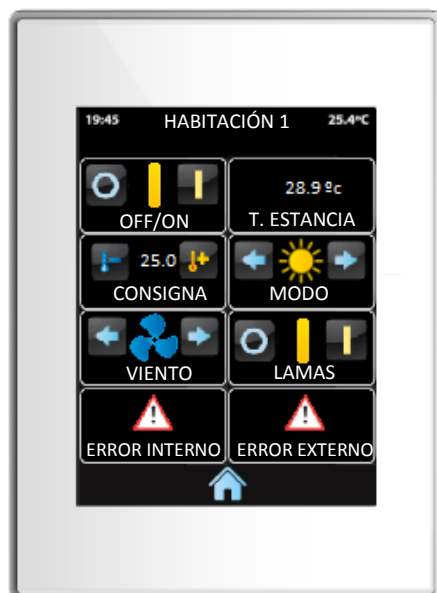 19:45 HABITACIÓN 1 25.4ºC
OFF/ON
28.9 ºc
T. ESTANCIA
25.0
CONSIGNA
MODO
VIENTO
LAMAS
ERROR INTERNO
ERROR EXTERNO